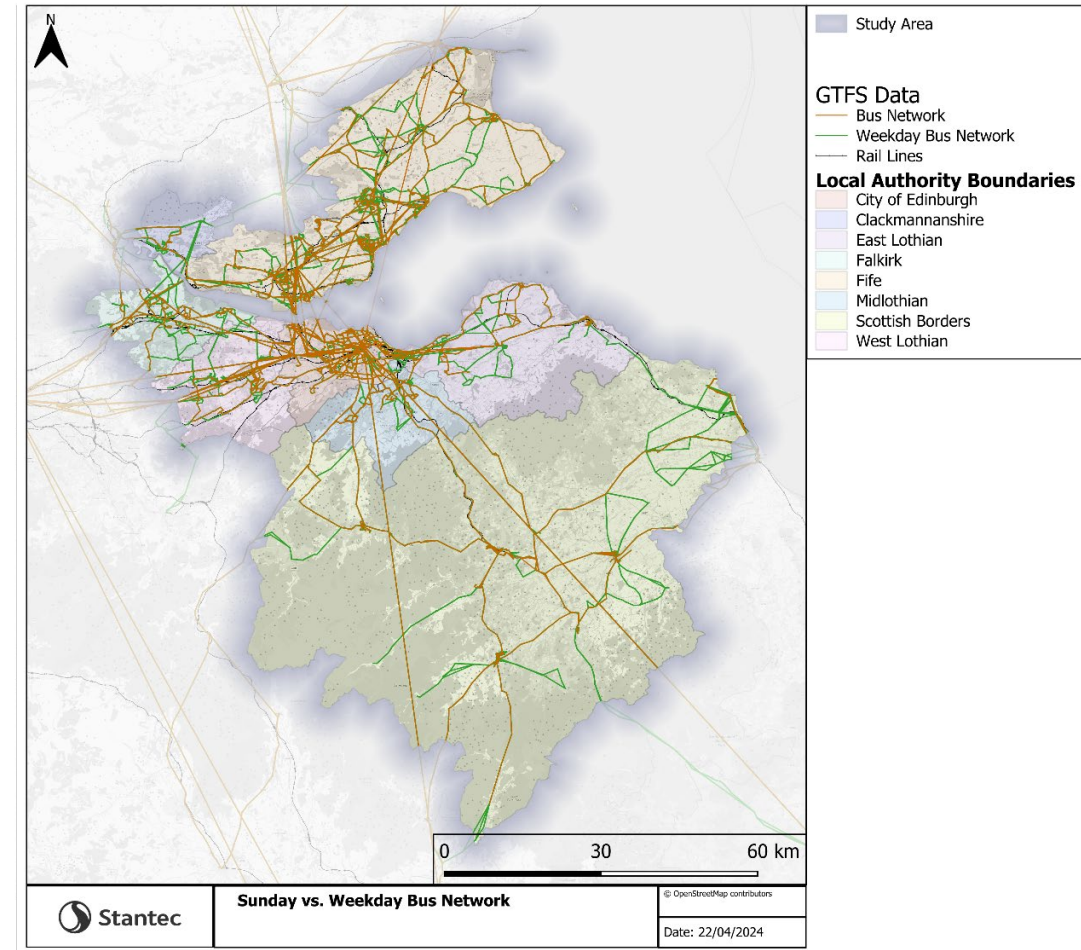 N
Study Area
GTFS Data
Bus Network
Weekday Bus Network
Rail Lines
Local Authority Boundaries
City of Edinburgh
Clackmannanshire
East Lothian
Falkirk
Fife
Midlothian
Scottish Borders
West Lothian
0 30 60 km
Stantec
Sunday vs. Weekday Bus Network
© OpenStreetMap contributors
Date: 22/04/2024